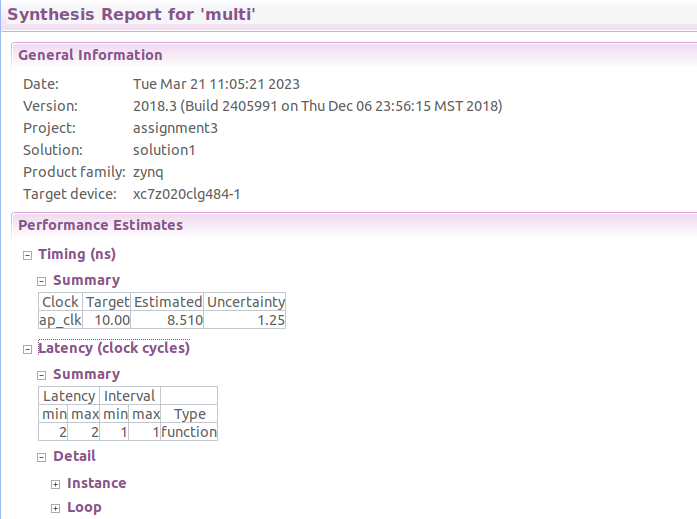 Synthesis Report for 'multi'
General Information
Date: Tue Mar 21 11:05:21 2023
Version: 2018.3 (Build 2405991 on Thu Dec 06 23:56:15 MST 2018)
Project: assignment3
Solution: solution1
Product family: zynq
Target device: xc7z020clg484-1
Performance Estimates
Timing (ns)
Summary
Clock Target Estimated Uncertainty
ap_clk 10.00 8.510 1.25
Latency (clock cycles)
Summary
Latency Interval
min max min max Type
2 2 1 1 function
Detail
Instance
Loop